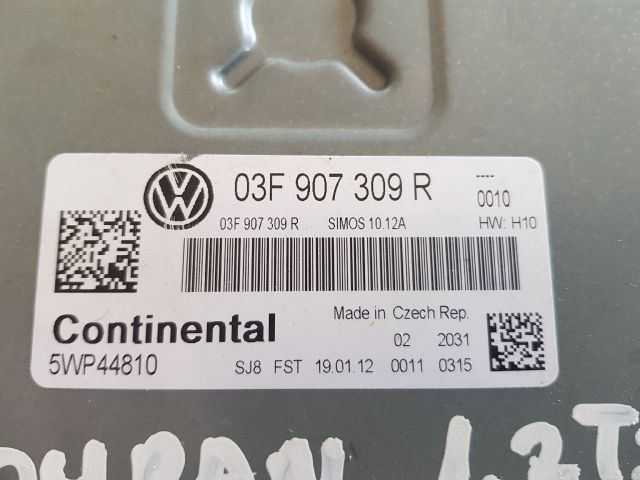 03F 907 309 R ----
0010
03F 907 309 R SIMOS 10.12A HW: H10
Continental Made in Czech Rep.
02 2031
5WP44810 SJ8 FST 19.01.12 0011 0315